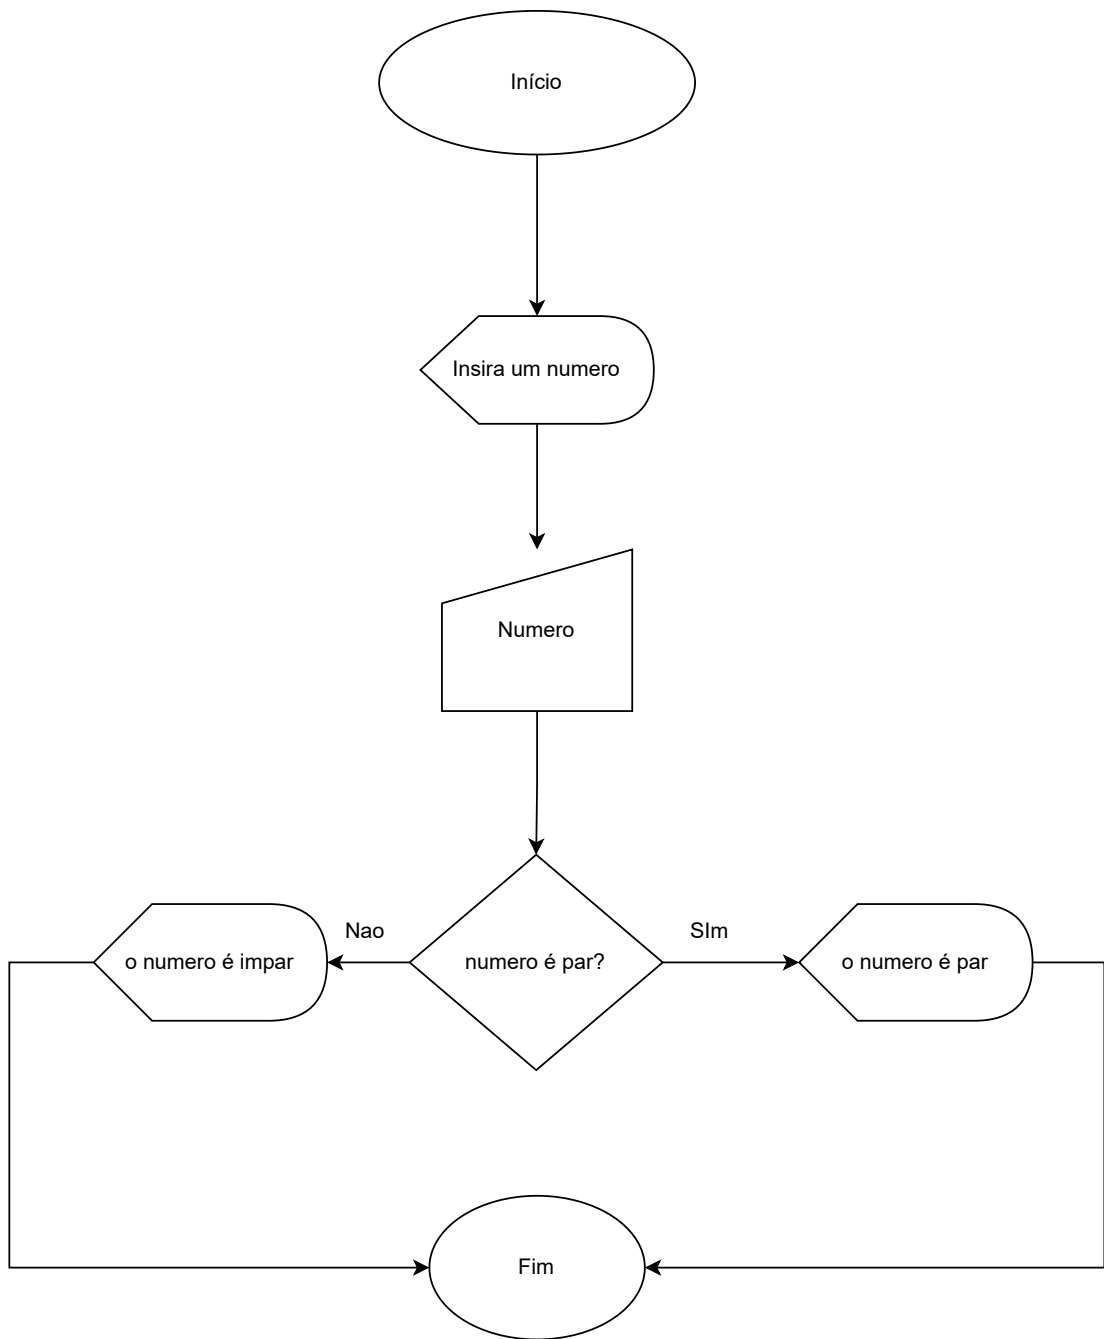 Início
Insira um numero
Numero
Nao
SIm
o numero é impar
numero é par?
o numero é par
Fim